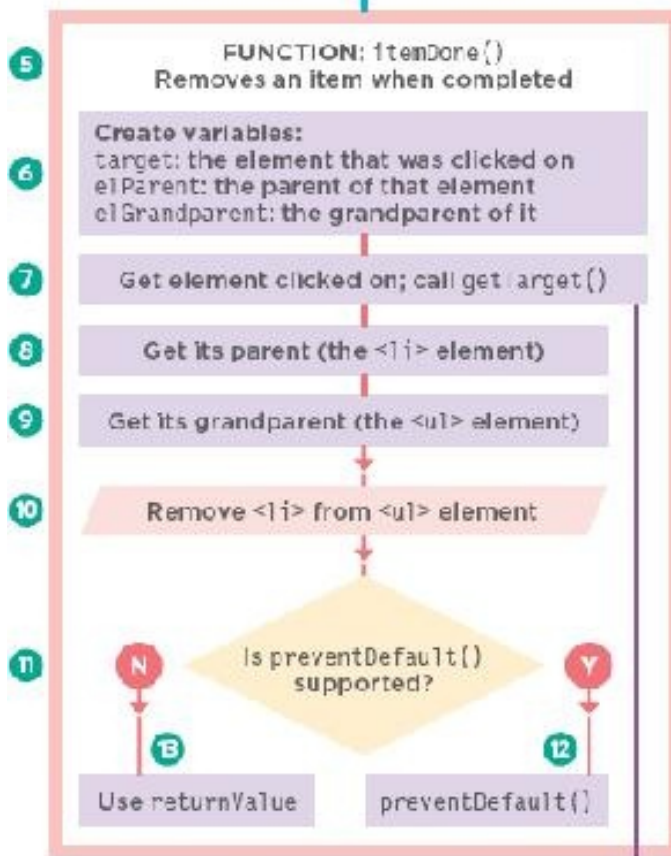 5
FUNCTION: itemDone()
Removes an item when completed
6
Create variables:
target: the element that was clicked on
elParent: the parent of that element
elGrandparent: the grandparent of it
7
Get element clicked on; call getTarget()
8
Get its parent (the <li> element)
9
Get its grandparent (the <ul> element)
10
Remove <li> from <ul> element
11
N
Is preventDefault()
supported?
Y
13
12
Use returnValue
preventDefault()